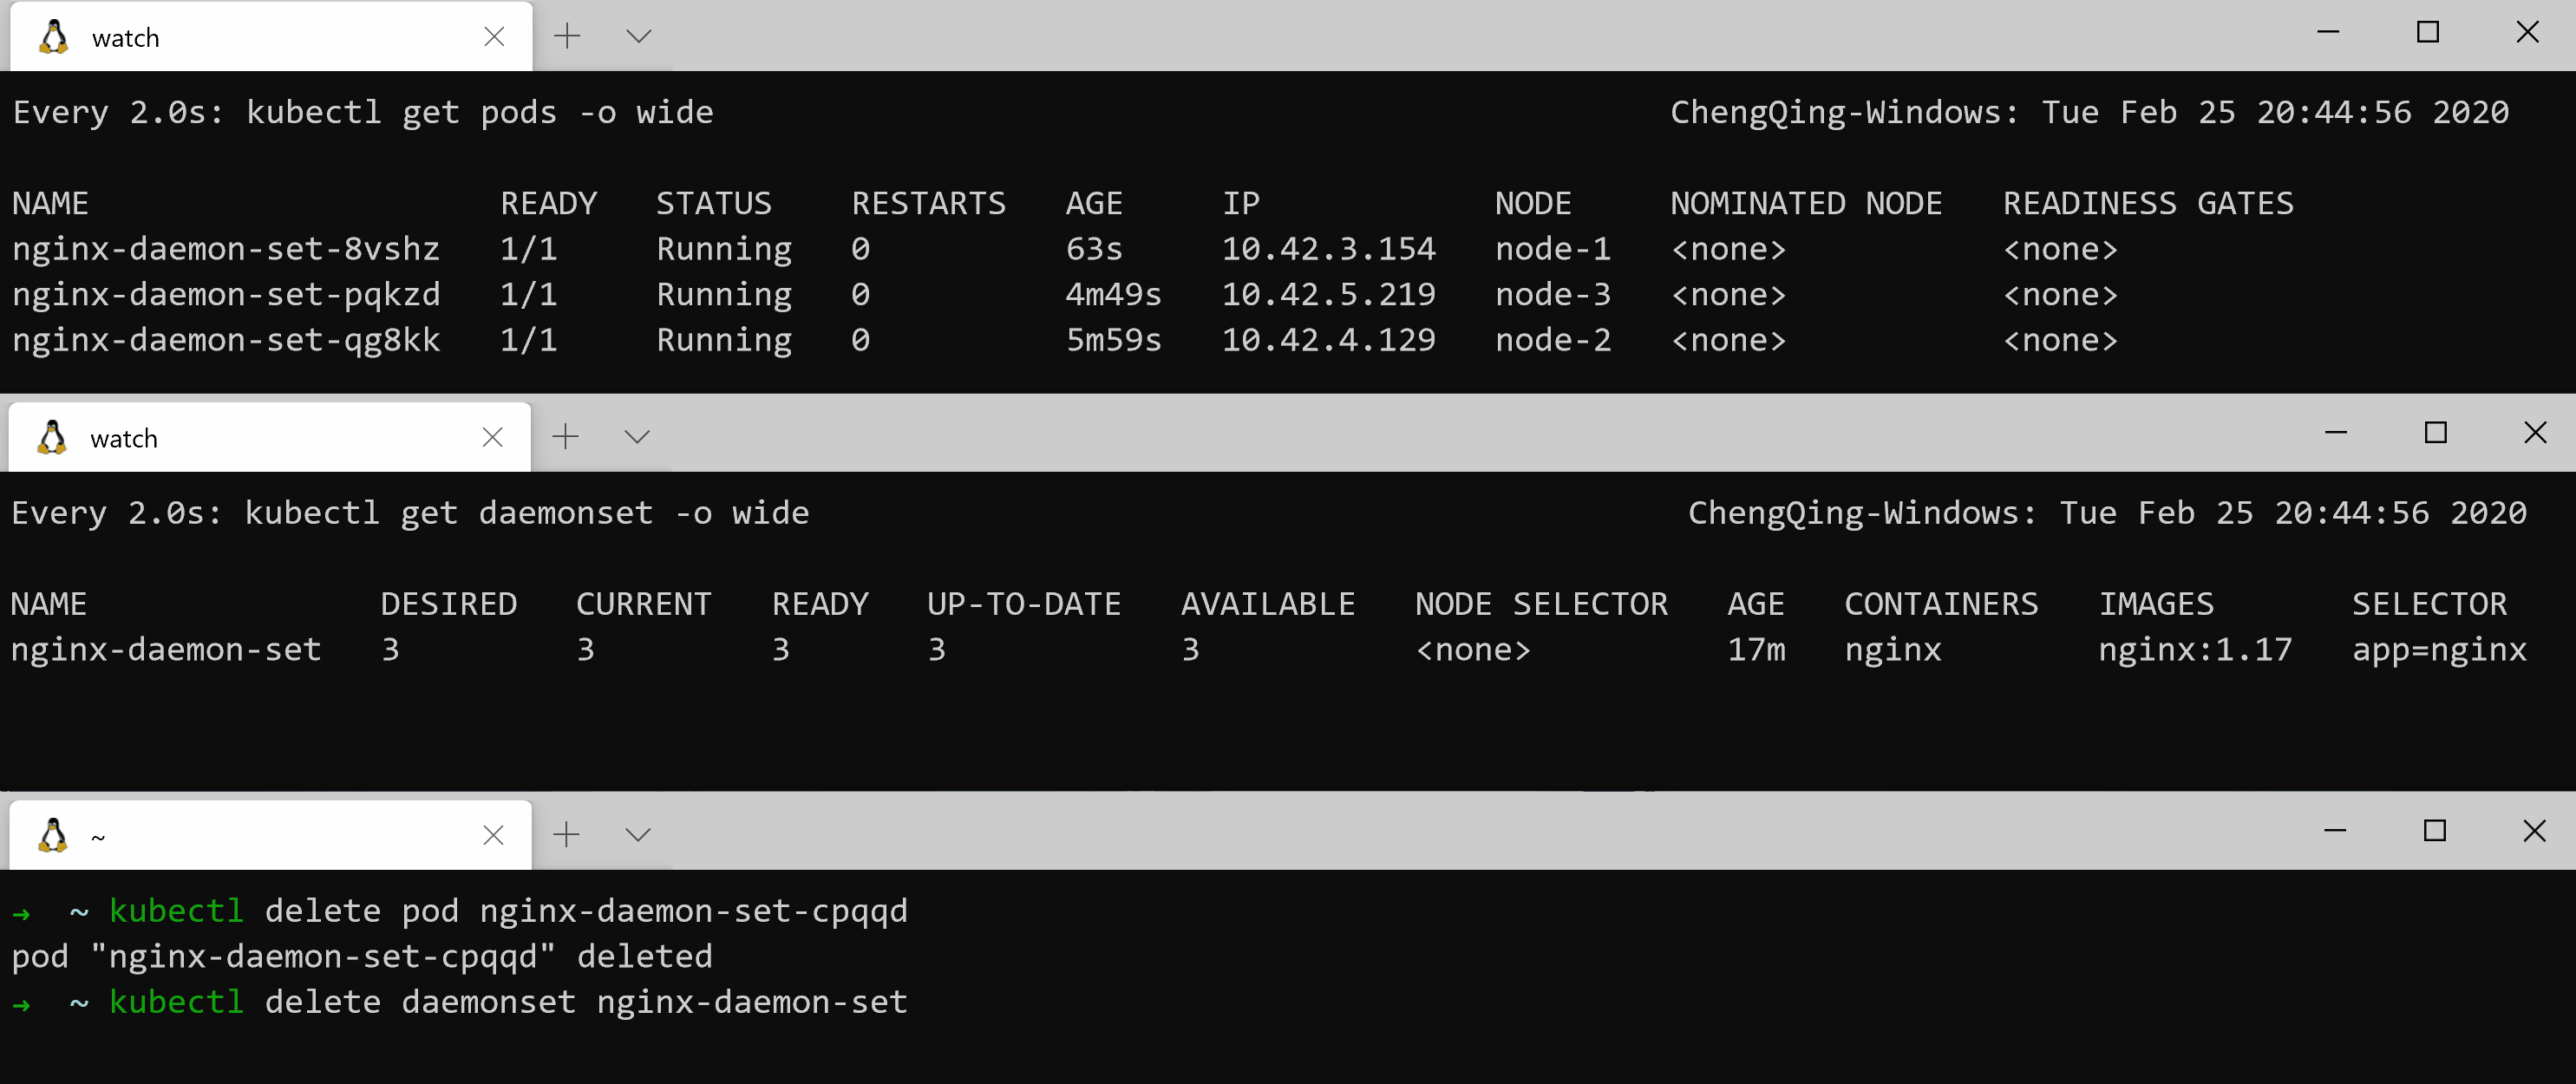 watch
Every 2.0s: kubectl get pods -o wide ChengQing-Windows: Tue Feb 25 20:44:56 2020
NAME READY STATUS RESTARTS AGE IP NODE NOMINATED NODE READINESS GATES
nginx-daemon-set-8vshz 1/1 Running 0 63s 10.42.3.154 node-1 <none> <none>
nginx-daemon-set-pqkzd 1/1 Running 0 4m49s 10.42.5.219 node-3 <none> <none>
nginx-daemon-set-qg8kk 1/1 Running 0 5m59s 10.42.4.129 node-2 <none> <none>
watch
Every 2.0s: kubectl get daemonset -o wide ChengQing-Windows: Tue Feb 25 20:44:56 2020
NAME DESIRED CURRENT READY UP-TO-DATE AVAILABLE NODE SELECTOR AGE CONTAINERS IMAGES SELECTOR
nginx-daemon-set 3 3 3 3 3 <none> 17m nginx nginx:1.17 app=nginx
~
→ ~ kubectl delete pod nginx-daemon-set-cpqqd
pod "nginx-daemon-set-cpqqd" deleted
→ ~ kubectl delete daemonset nginx-daemon-set